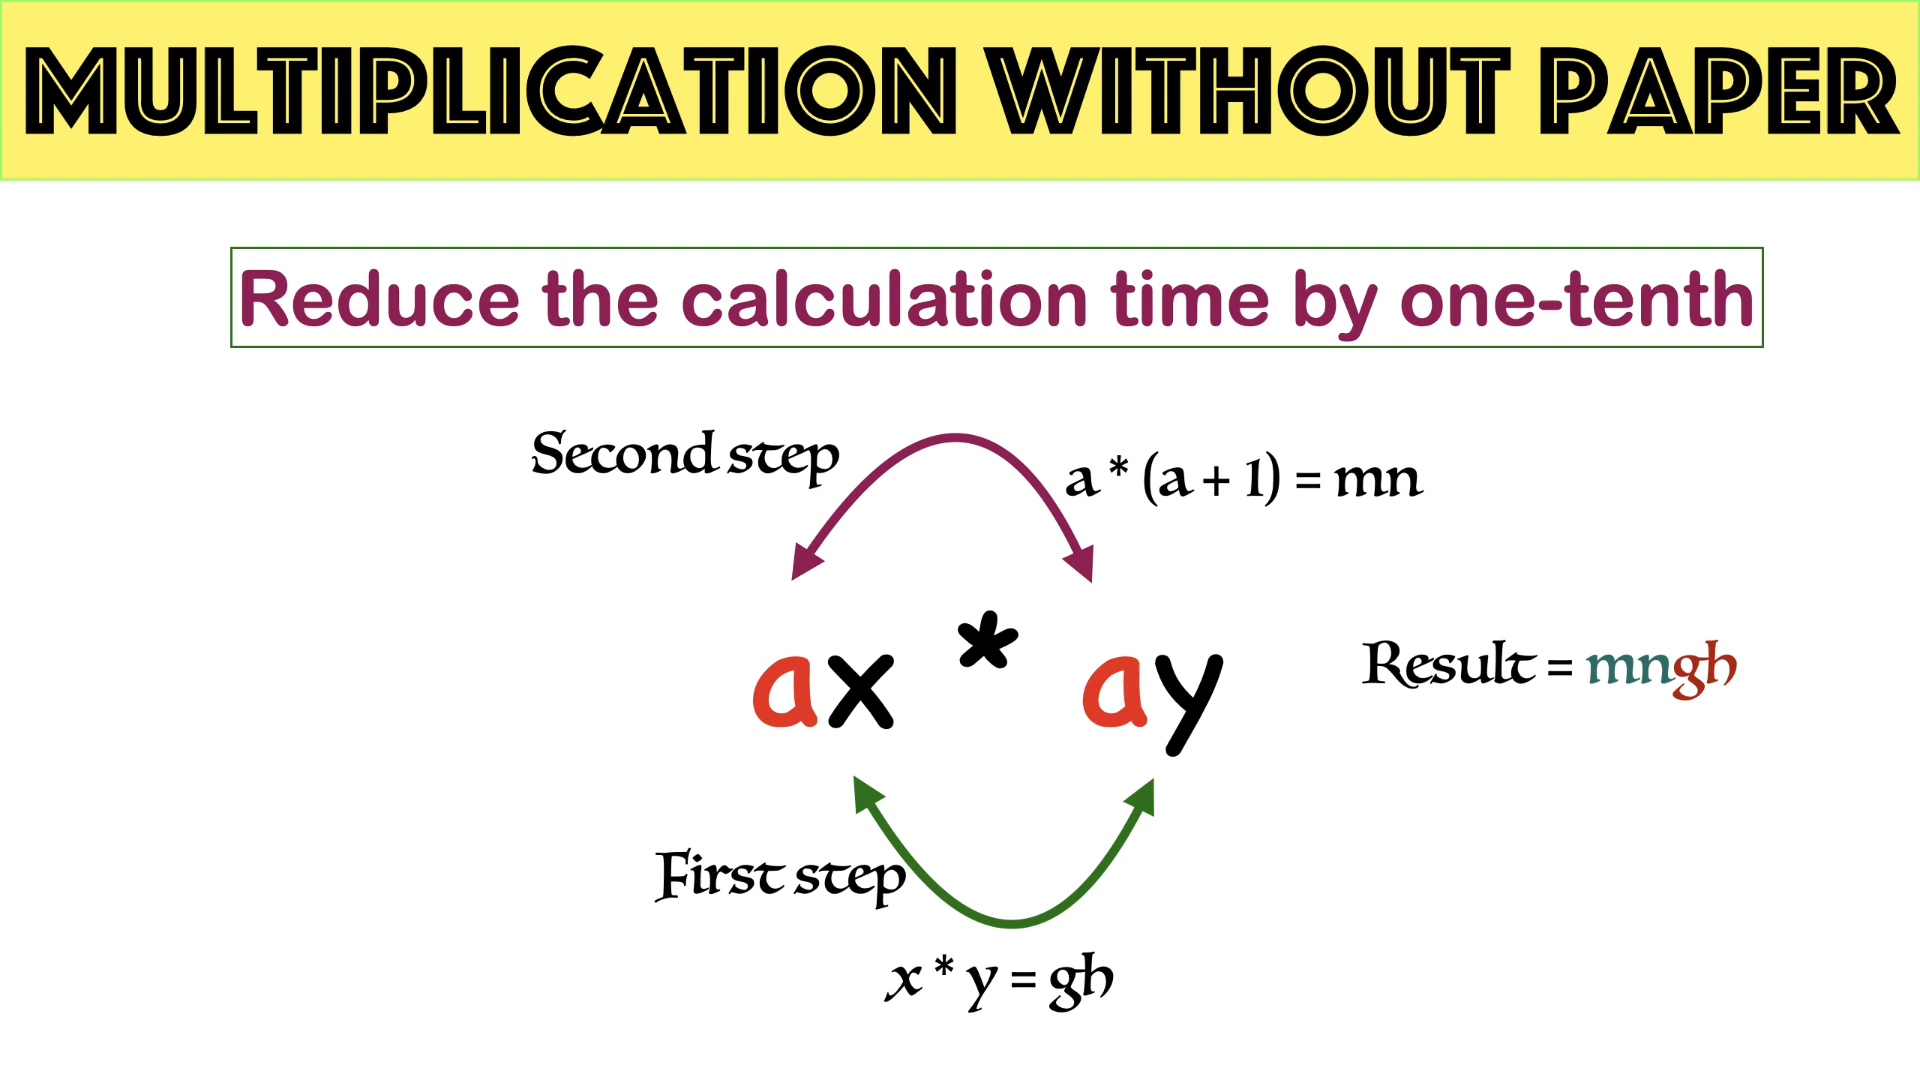 MULTIPLICATION WITHOUT PAPER
Reduce the calculation time by one-tenth
Second step
a * (a + 1) = mn
ax * ay
Result = mngh
First step
x * y = gh